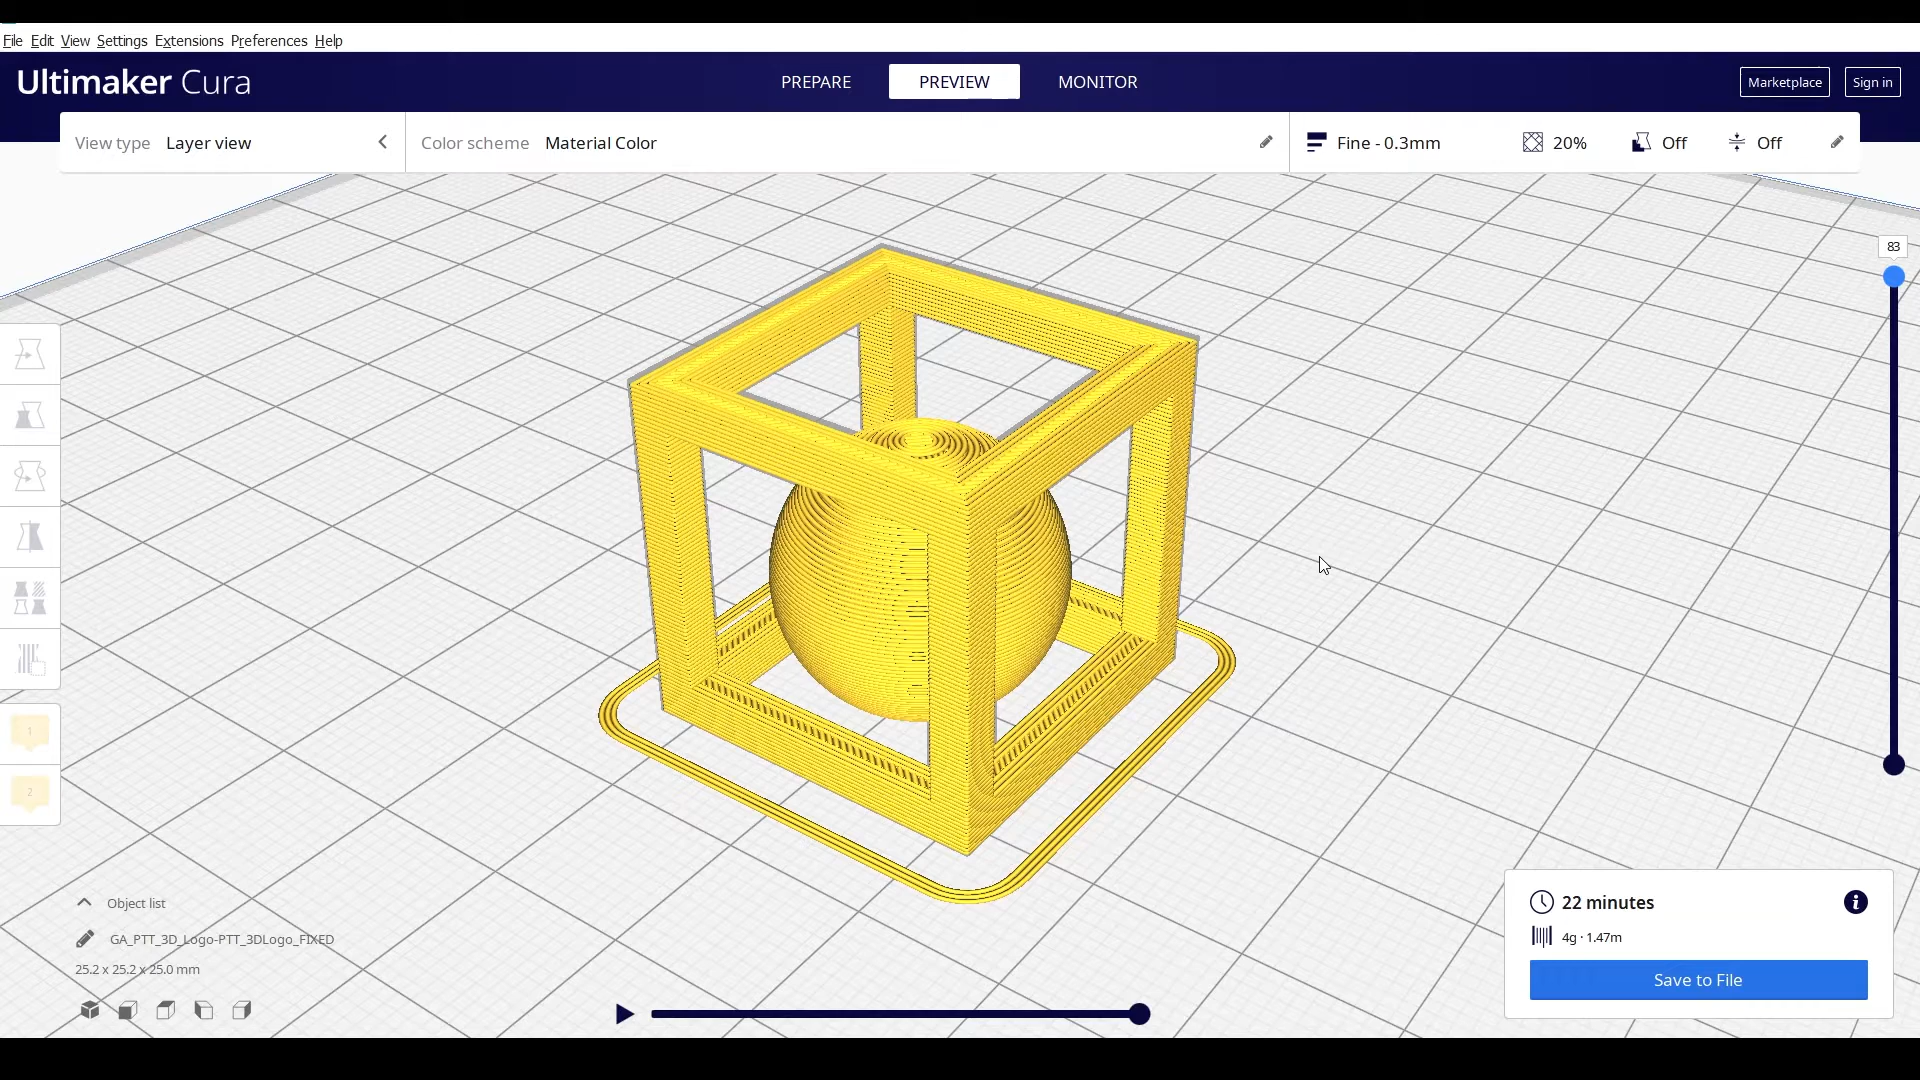 File Edit View Settings Extensions Preferences Help
Ultimaker Cura
PREPARE PREVIEW MONITOR
Marketplace Sign in
View type Layer view
Color scheme Material Color
Fine - 0.3mm 20% Off Off
83
1
2
Object list
GA_PTT_3D_Logo-PTT_3DLogo_FIXED
25.2 x 25.2 x 25.0 mm
22 minutes
4g · 1.47m
Save to File